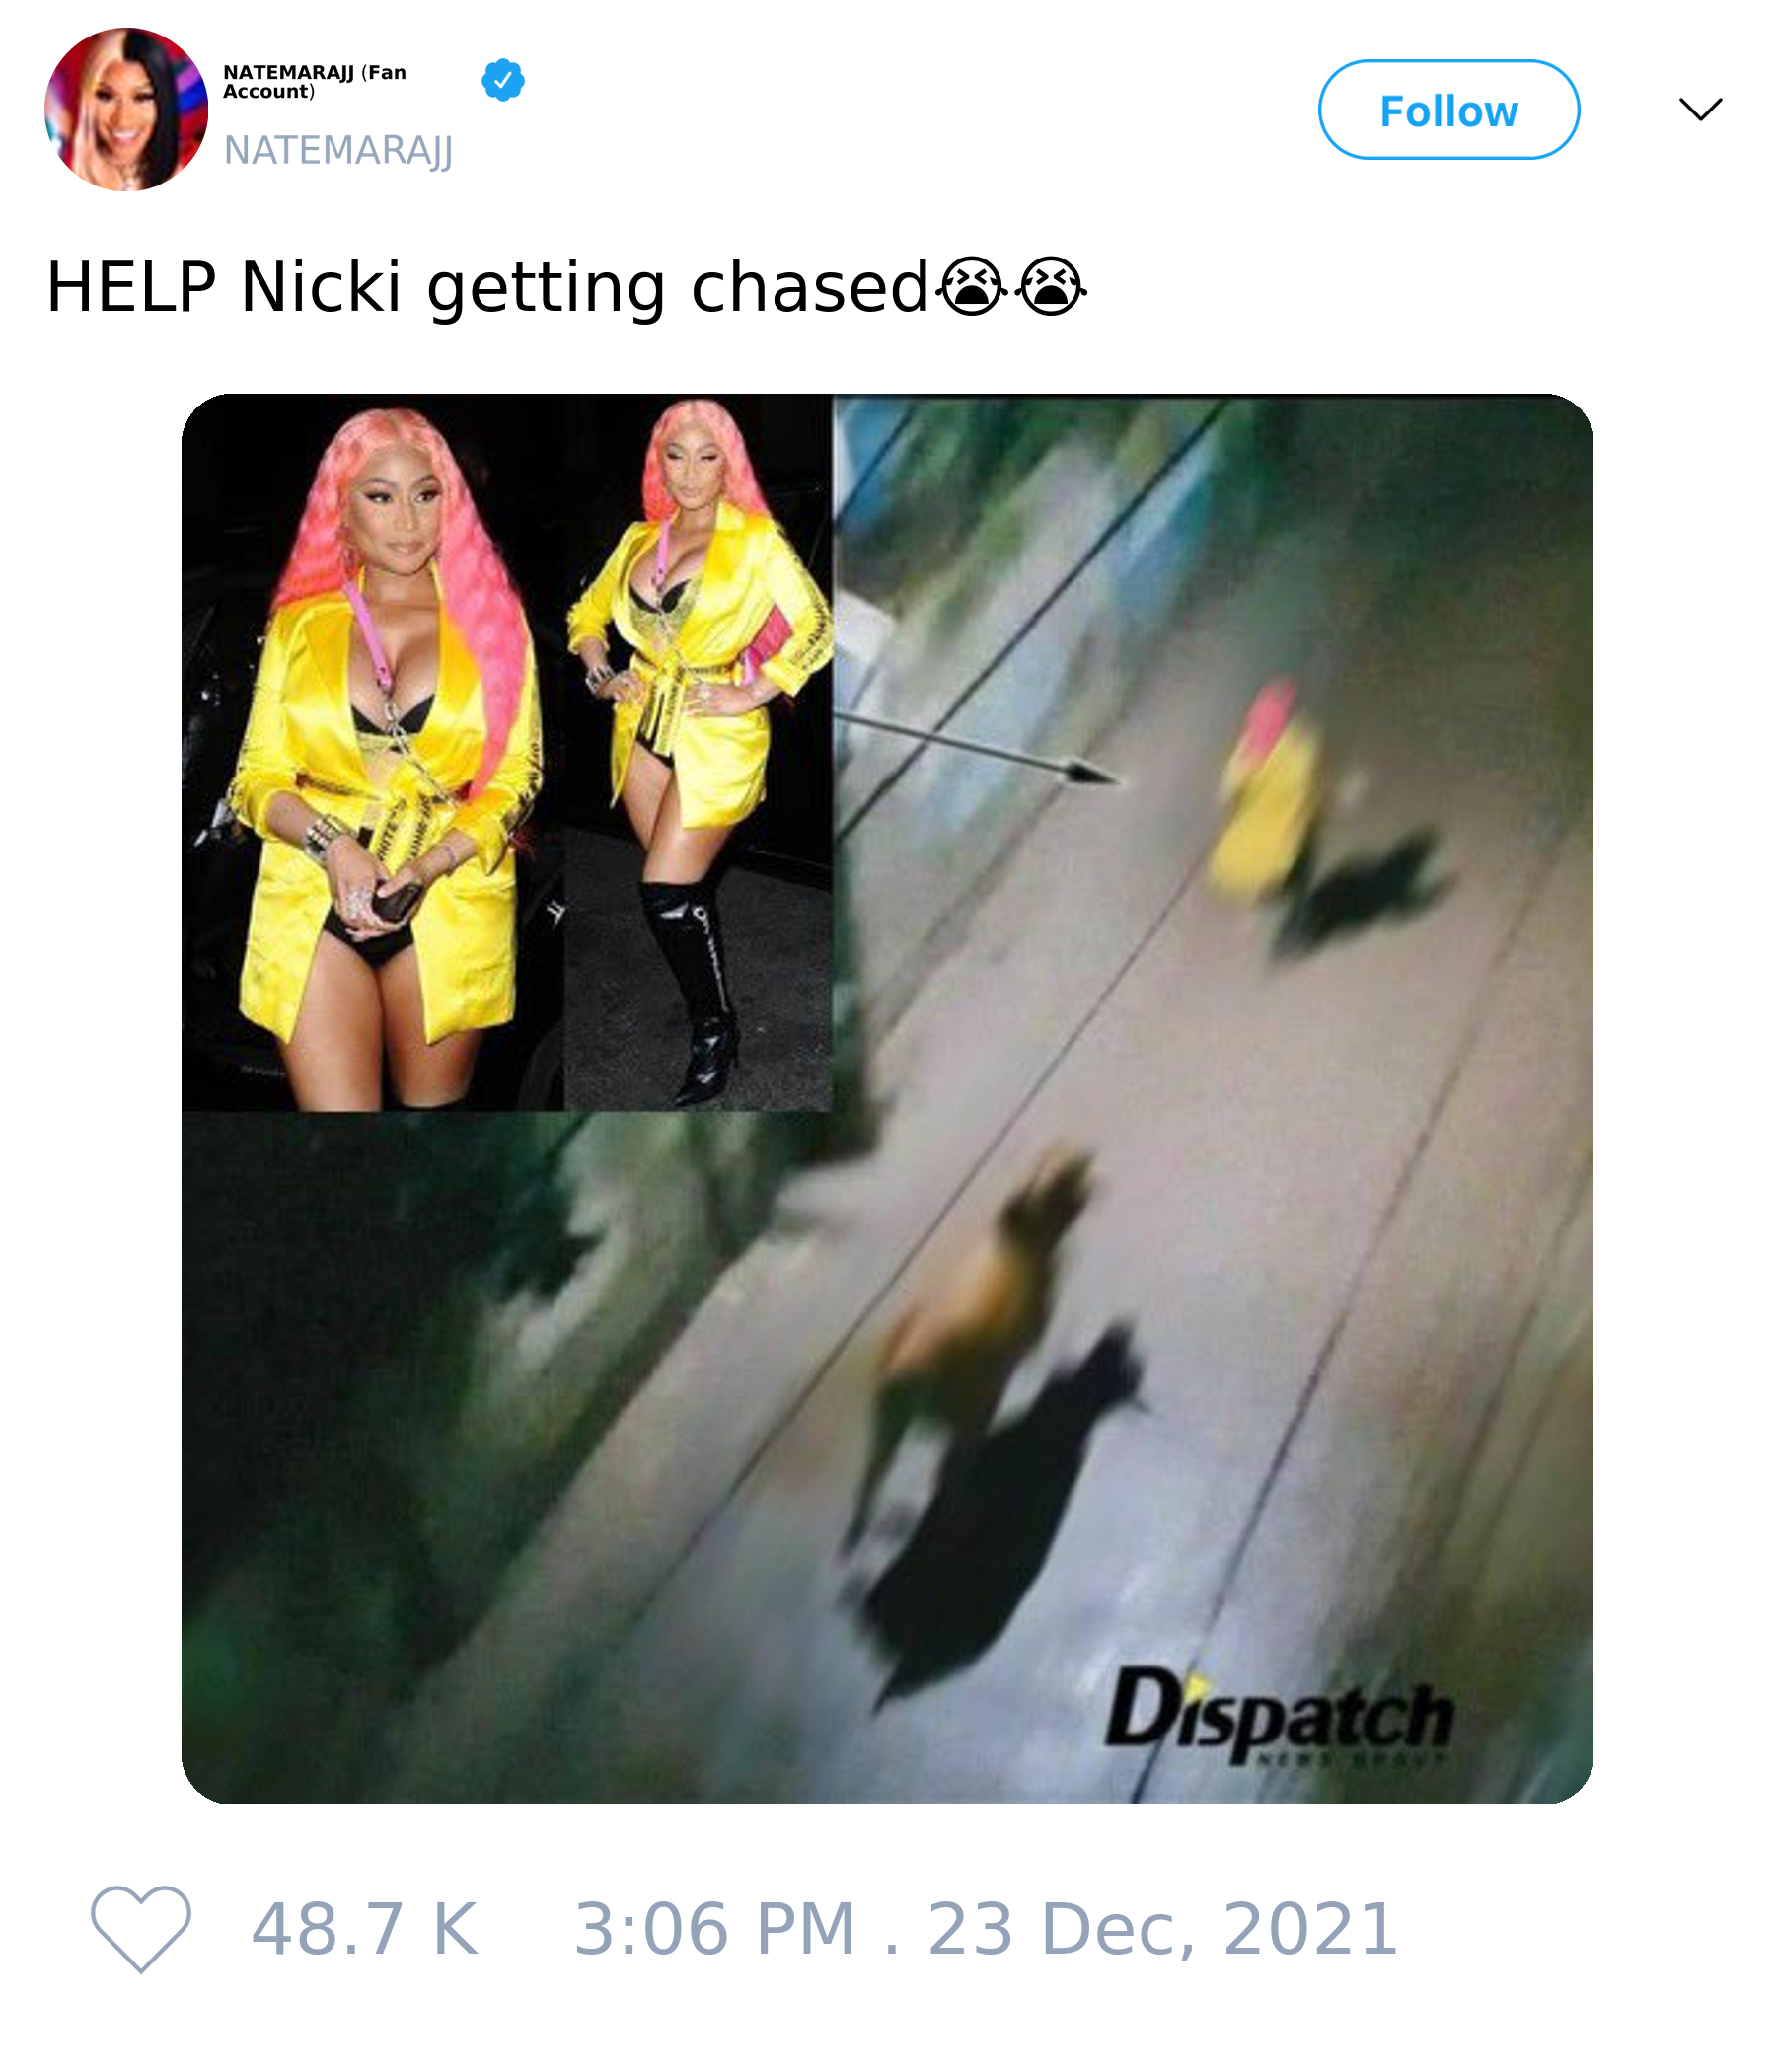 NATEMARAJJ (Fan
Account)
NATEMARAJJ
Follow
HELP Nicki getting chased😭😭
Dispatch
NEWS GROUP
48.7 K 3:06 PM . 23 Dec, 2021